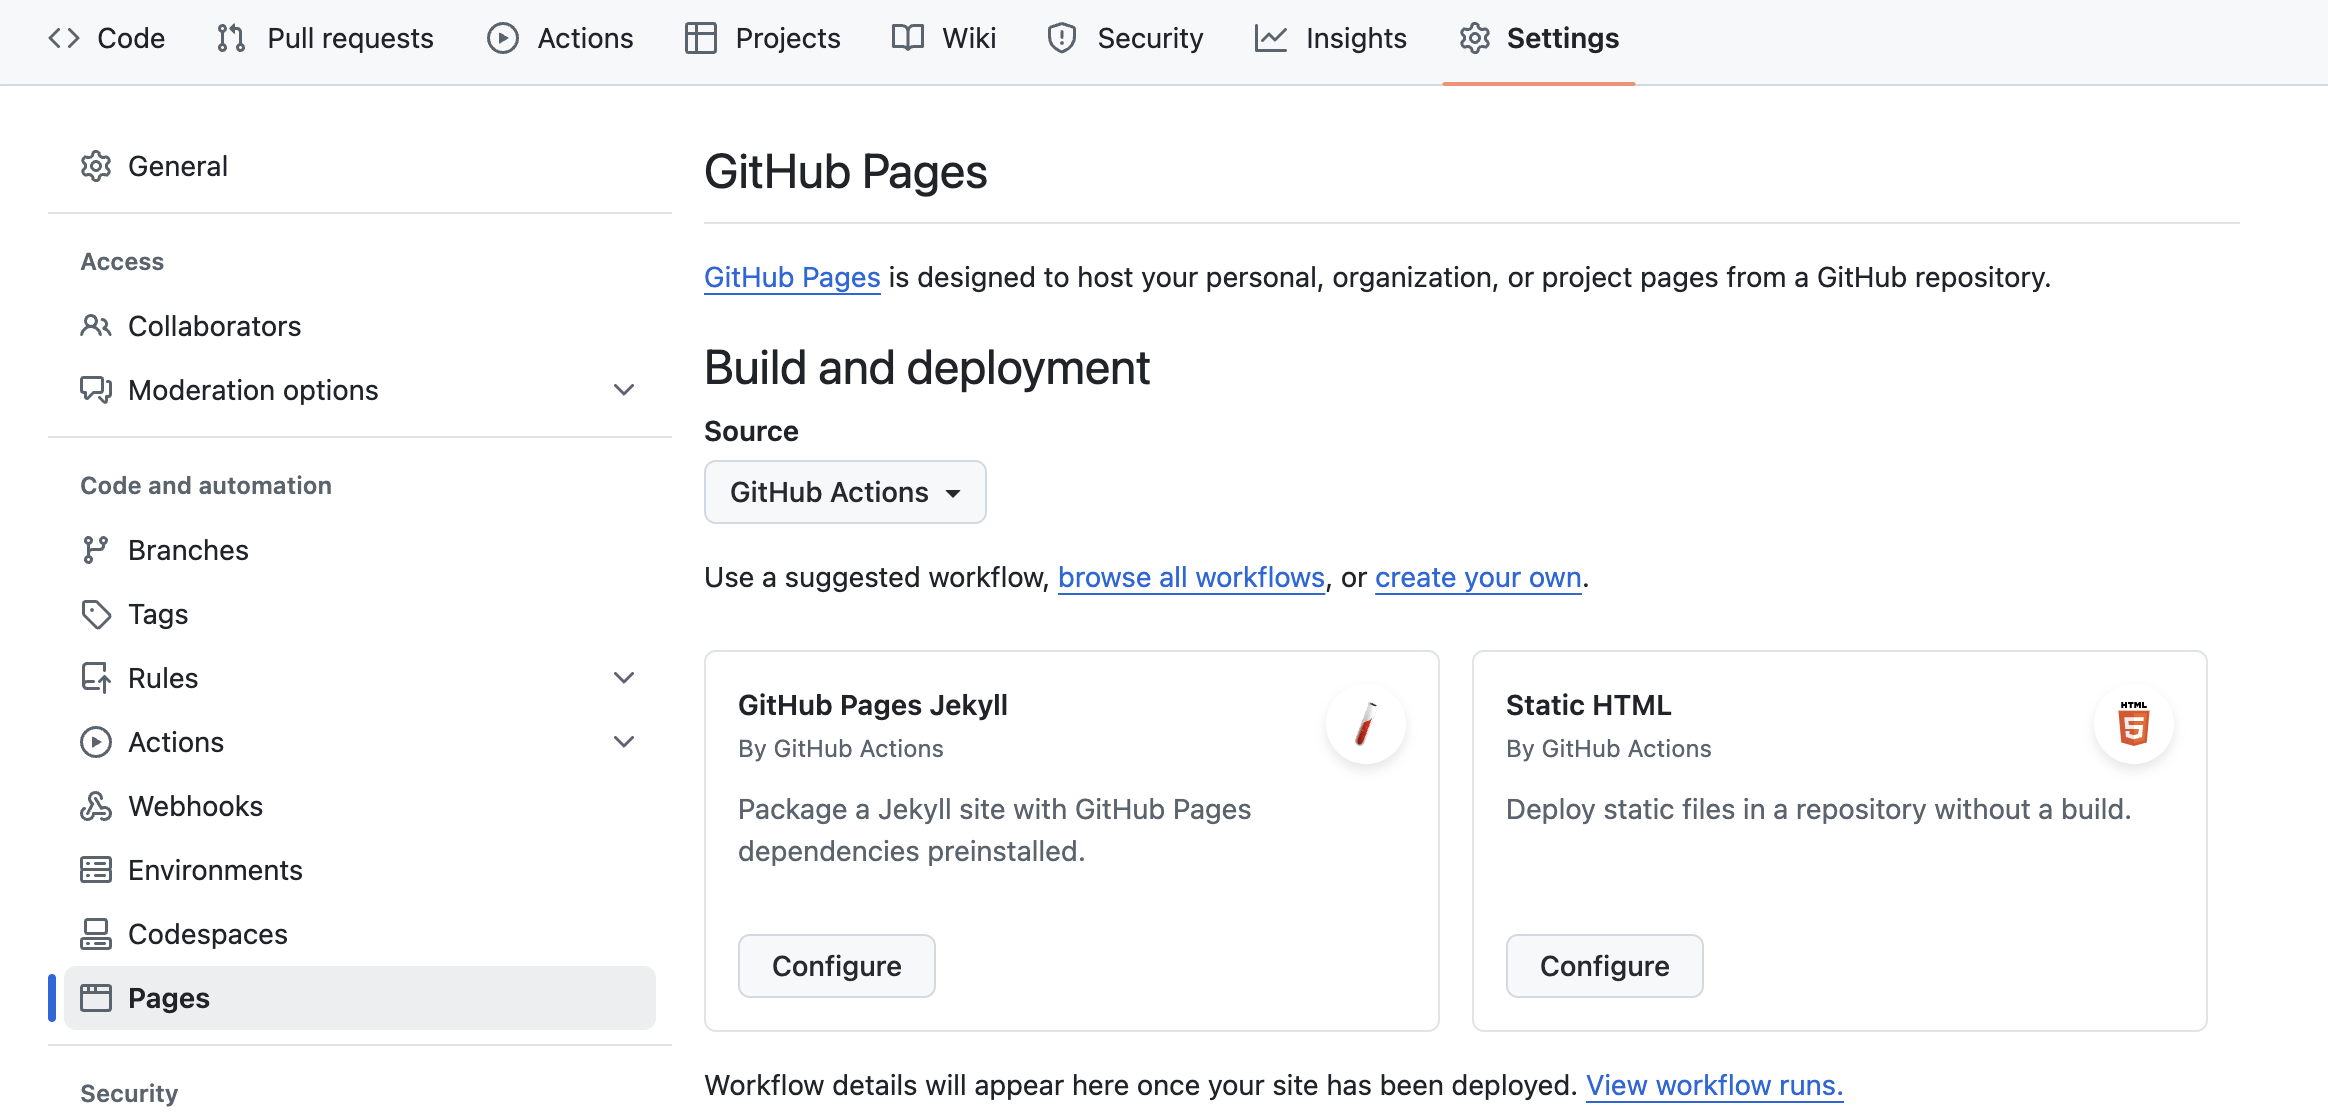 Code Pull requests Actions Projects Wiki Security Insights Settings
General
Access
Collaborators
Moderation options
Code and automation
Branches
Tags
Rules
Actions
Webhooks
Environments
Codespaces
Pages
Security
GitHub Pages
GitHub Pages is designed to host your personal, organization, or project pages from a GitHub repository.
Build and deployment
Source
GitHub Actions
Use a suggested workflow, browse all workflows, or create your own.
GitHub Pages Jekyll
By GitHub Actions
Package a Jekyll site with GitHub Pages
dependencies preinstalled.
Configure
Static HTML
By GitHub Actions
HTML
5
Deploy static files in a repository without a build.
Configure
Workflow details will appear here once your site has been deployed. View workflow runs.